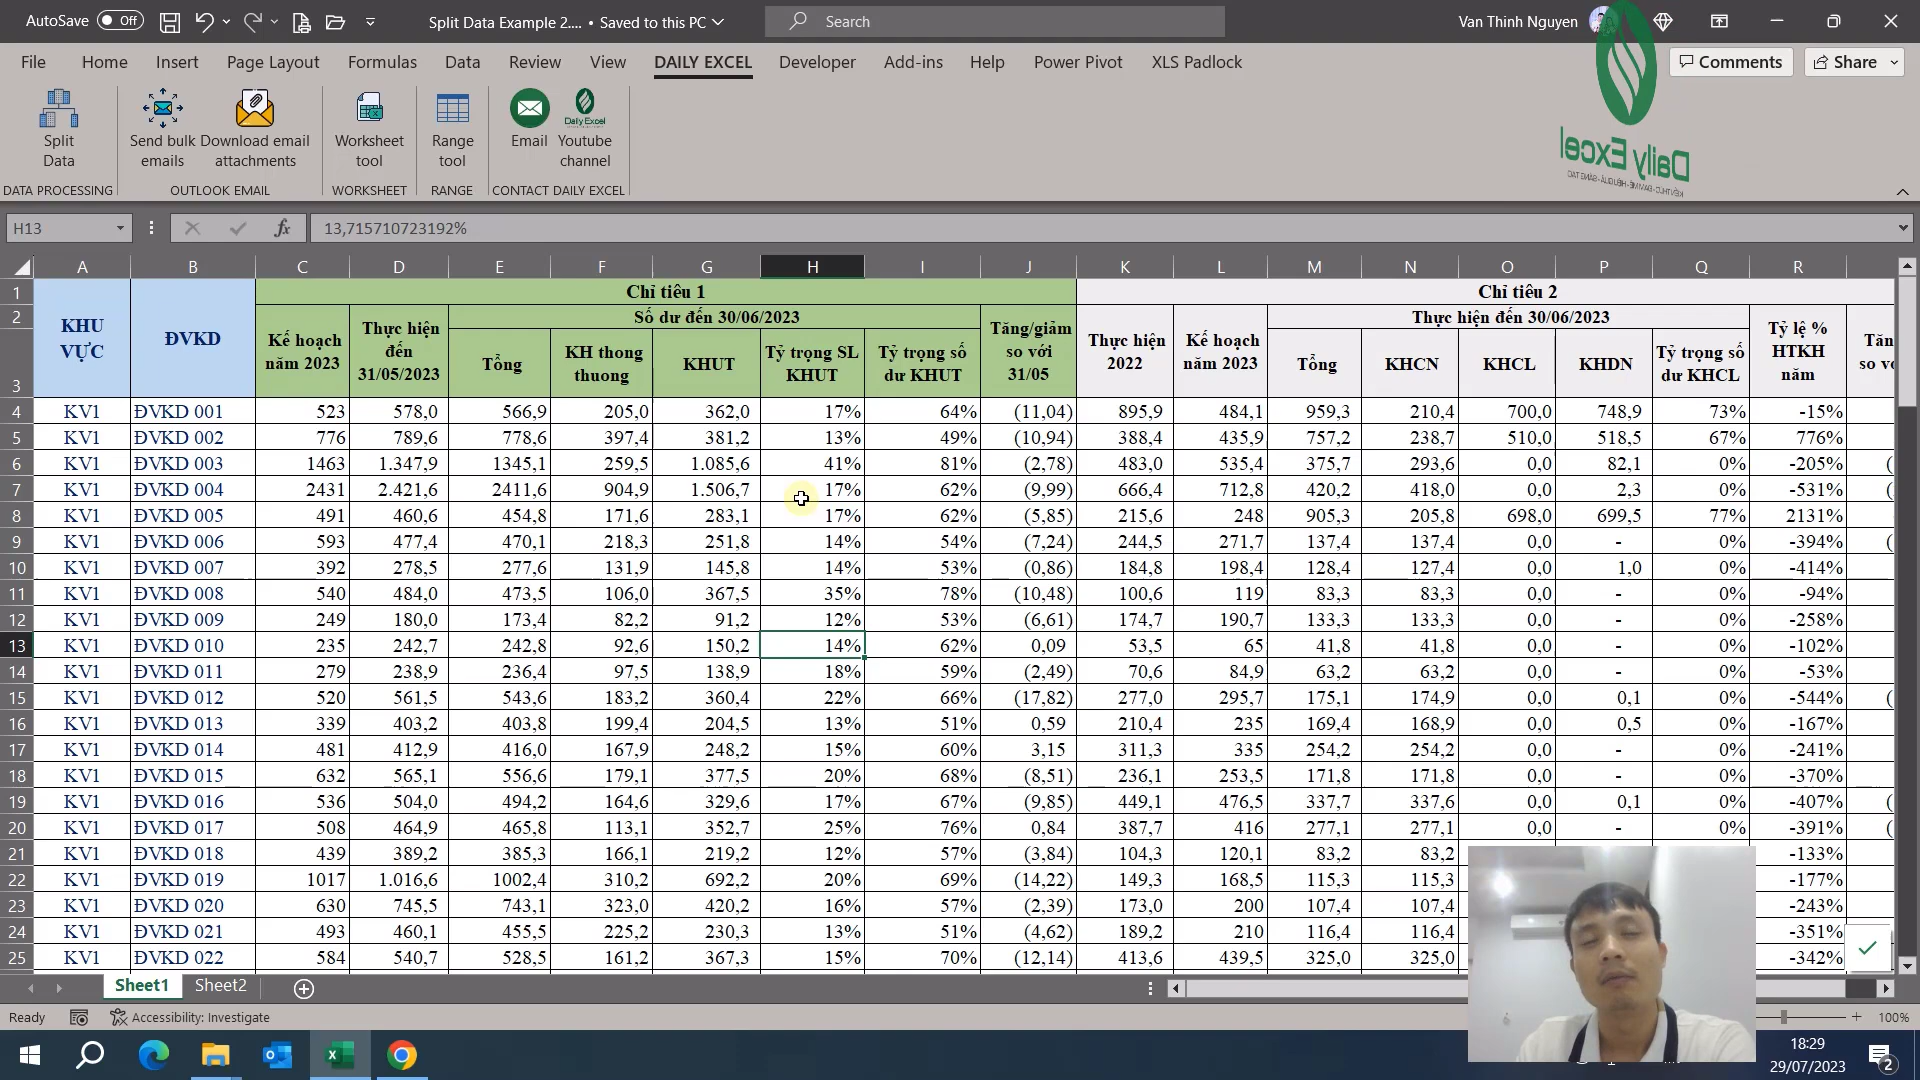 AutoSave Off Split Data Example 2.... • Saved to this PC Search Van Thinh Nguyen
File Home Insert Page Layout Formulas Data Review View DAILY EXCEL Developer Add-ins Help Power Pivot XLS Padlock Comments Share
Split Data
Send bulk emails
Download email attachments
Worksheet tool
Range tool
Email
Daily Excel
Youtube channel
DATA PROCESSING OUTLOOK EMAIL WORKSHEET RANGE CONTACT DAILY EXCEL
Daily Excel
H13 fx 13,715710723192%
A B C D E F G H I J K L M N O P Q R
1 KHU VỰC ĐVKD Chỉ tiêu 1 Chỉ tiêu 2
2 Kế hoạch năm 2023 Thực hiện đến 31/05/2023 Số dư đến 30/06/2023 Tăng/giảm so với 31/05 Thực hiện 2022 Kế hoạch năm 2023 Thực hiện đến 30/06/2023 Tỷ lệ % HTKH năm
3 Tổng KH thong thuong KHUT Tỷ trọng SL KHUT Tỷ trọng số dư KHUT Tổng KHCN KHCL KHDN Tỷ trọng số dư KHCL
4 KV1 ĐVKD 001 523 578,0 566,9 205,0 362,0 17% 64% (11,04) 895,9 484,1 959,3 210,4 700,0 748,9 73% -15%
5 KV1 ĐVKD 002 776 789,6 778,6 397,4 381,2 13% 49% (10,94) 388,4 435,9 757,2 238,7 510,0 518,5 67% 776%
6 KV1 ĐVKD 003 1463 1.347,9 1345,1 259,5 1.085,6 41% 81% (2,78) 483,0 535,4 375,7 293,6 0,0 82,1 0% -205% (
7 KV1 ĐVKD 004 2431 2.421,6 2411,6 904,9 1.506,7 17% 62% (9,99) 666,4 712,8 420,2 418,0 0,0 2,3 0% -531% (
8 KV1 ĐVKD 005 491 460,6 454,8 171,6 283,1 17% 62% (5,85) 215,6 248 905,3 205,8 698,0 699,5 77% 2131%
9 KV1 ĐVKD 006 593 477,4 470,1 218,3 251,8 14% 54% (7,24) 244,5 271,7 137,4 137,4 0,0 - 0% -394% (
10 KV1 ĐVKD 007 392 278,5 277,6 131,9 145,8 14% 53% (0,86) 184,8 198,4 128,4 127,4 0,0 1,0 0% -414%
11 KV1 ĐVKD 008 540 484,0 473,5 106,0 367,5 35% 78% (10,48) 100,6 119 83,3 83,3 0,0 - 0% -94%
12 KV1 ĐVKD 009 249 180,0 173,4 82,2 91,2 12% 53% (6,61) 174,7 190,7 133,3 133,3 0,0 - 0% -258%
13 KV1 ĐVKD 010 235 242,7 242,8 92,6 150,2 14% 62% 0,09 53,5 65 41,8 41,8 0,0 - 0% -102%
14 KV1 ĐVKD 011 279 238,9 236,4 97,5 138,9 18% 59% (2,49) 70,6 84,9 63,2 63,2 0,0 - 0% -53%
15 KV1 ĐVKD 012 520 561,5 543,6 183,2 360,4 22% 66% (17,82) 277,0 295,7 175,1 174,9 0,0 0,1 0% -544% (
16 KV1 ĐVKD 013 339 403,2 403,8 199,4 204,5 13% 51% 0,59 210,4 235 169,4 168,9 0,0 0,5 0% -167%
17 KV1 ĐVKD 014 481 412,9 416,0 167,9 248,2 15% 60% 3,15 311,3 335 254,2 254,2 0,0 - 0% -241%
18 KV1 ĐVKD 015 632 565,1 556,6 179,1 377,5 20% 68% (8,51) 236,1 253,5 171,8 171,8 0,0 - 0% -370%
19 KV1 ĐVKD 016 536 504,0 494,2 164,6 329,6 17% 67% (9,85) 449,1 476,5 337,7 337,6 0,0 0,1 0% -407% (
20 KV1 ĐVKD 017 508 464,9 465,8 113,1 352,7 25% 76% 0,84 387,7 416 277,1 277,1 0,0 - 0% -391% (
21 KV1 ĐVKD 018 439 389,2 385,3 166,1 219,2 12% 57% (3,84) 104,3 120,1 83,2 83,2 -133%
22 KV1 ĐVKD 019 1017 1.016,6 1002,4 310,2 692,2 20% 69% (14,22) 149,3 168,5 115,3 115,3 -177%
23 KV1 ĐVKD 020 630 745,5 743,1 323,0 420,2 16% 57% (2,39) 173,0 200 107,4 107,4 -243%
24 KV1 ĐVKD 021 493 460,1 455,5 225,2 230,3 13% 51% (4,62) 189,2 210 116,4 116,4 -351%
25 KV1 ĐVKD 022 584 540,7 528,5 161,2 367,3 15% 70% (12,14) 413,6 439,5 325,0 325,0 -342%
Sheet1 Sheet2
Ready Accessibility: Investigate 100%
18:29
29/07/2023
2